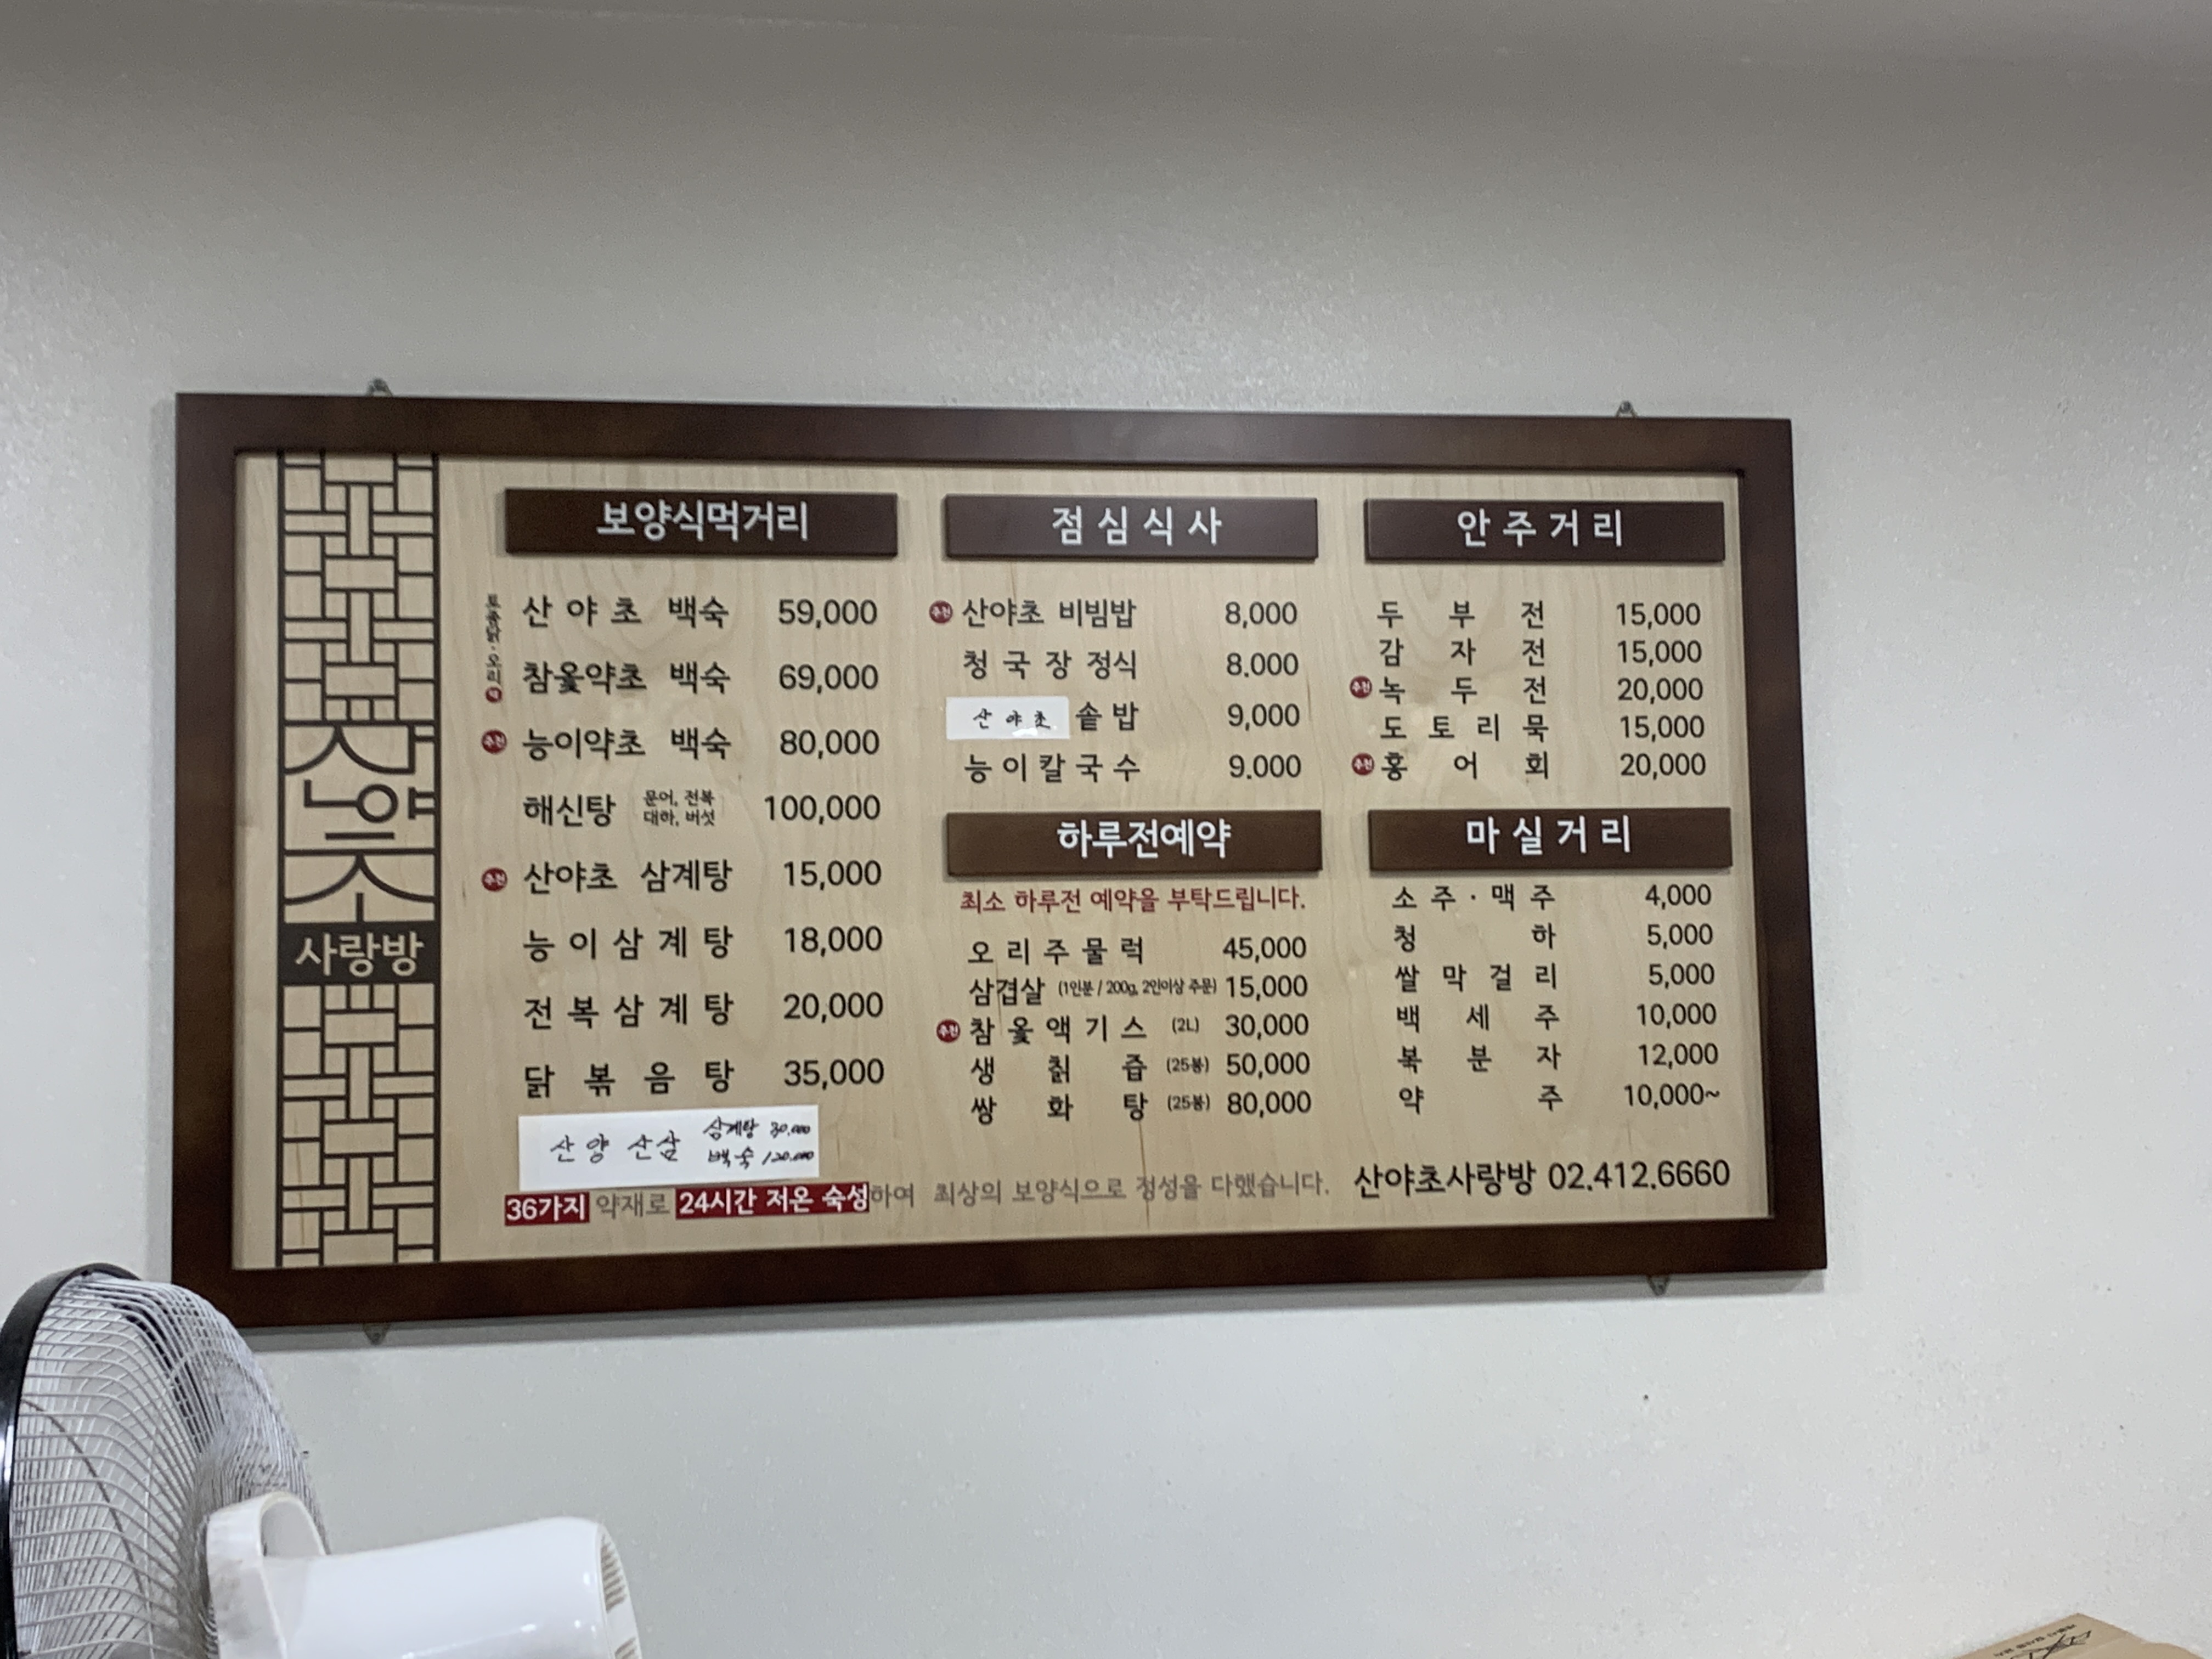 산야초
사랑방
보양식먹거리
토종닭·오리 택
산야초 백숙 59,000
참옻약초 백숙 69,000
추천 능이약초 백숙 80,000
해신탕 문어, 전복 대하, 버섯 100,000
추천 산야초 삼계탕 15,000
능이삼계탕 18,000
전복삼계탕 20,000
닭볶음탕 35,000
산양 산삼 삼계탕 30,000
백숙 120,000
점심식사
추천 산야초 비빔밥 8,000
청국장 정식 8.000
산야초 솥밥 9,000
능이칼국수 9.000
하루전예약
최소 하루전 예약을 부탁드립니다.
오리주물럭 45,000
삼겹살 (1인분 / 200g, 2인이상 주문) 15,000
추천 참옻액기스 (2L) 30,000
생칡즙 (25봉) 50,000
쌍화탕 (25봉) 80,000
안주거리
두부전 15,000
감자전 15,000
추천 녹두전 20,000
도토리묵 15,000
추천 홍어회 20,000
마실거리
소주·맥주 4,000
청하 5,000
쌀막걸리 5,000
백세주 10,000
복분자 12,000
약주 10,000~
36가지 약재로 24시간 저온 숙성하여 최상의 보양식으로 정성을 다했습니다.
산야초사랑방 02.412.6660